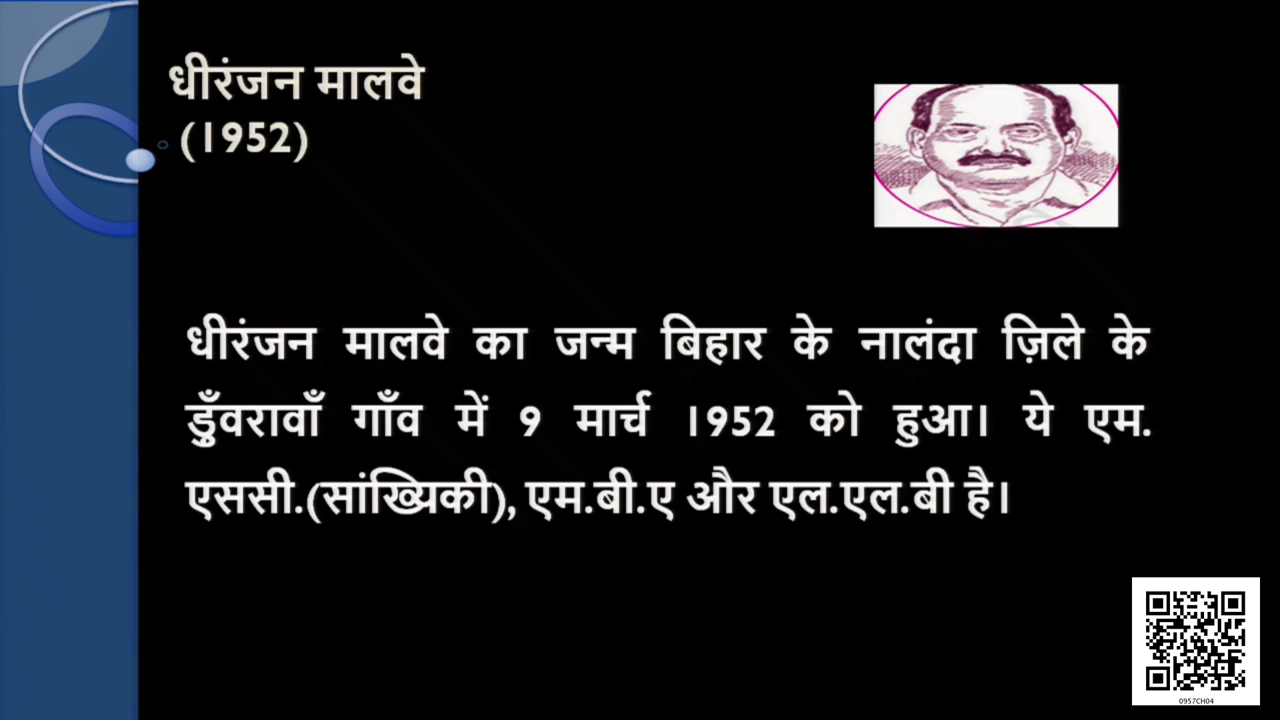 धीरंजन मालवे
(1952)
धीरंजन मालवे का जन्म बिहार के नालंदा ज़िले के
डुँवरावाँ गाँव में 9 मार्च 1952 को हुआ। ये एम.
एससी.(सांख्यिकी), एम.बी.ए और एल.एल.बी है।
0957CH04